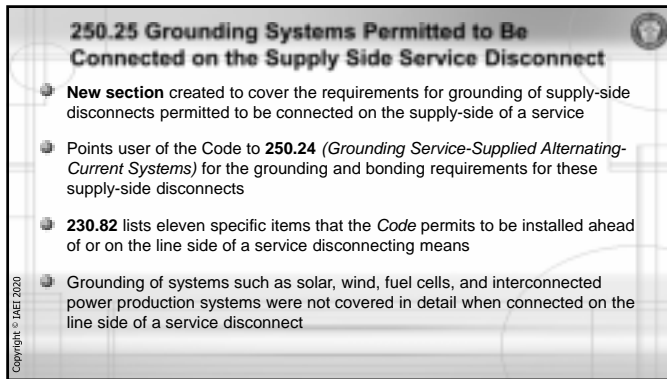 250.25 Grounding Systems Permitted to Be
Connected on the Supply Side Service Disconnect
New section created to cover the requirements for grounding of supply-side
disconnects permitted to be connected on the supply-side of a service
Points user of the Code to 250.24 (Grounding Service-Supplied Alternating-
Current Systems) for the grounding and bonding requirements for these
supply-side disconnects
230.82 lists eleven specific items that the Code permits to be installed ahead
of or on the line side of a service disconnecting means
Grounding of systems such as solar, wind, fuel cells, and interconnected
power production systems were not covered in detail when connected on the
line side of a service disconnect
Copyright © IAEI 2020